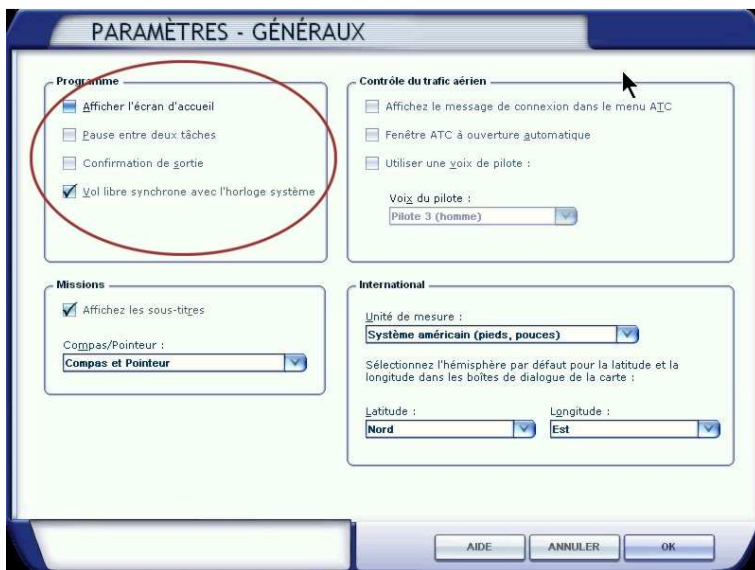 PARAMÈTRES - GÉNÉRAUX
Programme
Afficher l'écran d'accueil
Pause entre deux tâches
Confirmation de sortie
Vol libre synchrone avec l'horloge système
Contrôle du trafic aérien
Affichez le message de connexion dans le menu ATC
Fenêtre ATC à ouverture automatique
Utiliser une voix de pilote :
Voix du pilote :
Pilote 3 (homme)
Missions
Affichez les sous-titres
Compas/Pointeur :
Compas et Pointeur
International
Unité de mesure :
Système américain (pieds, pouces)
Sélectionnez l'hémisphère par défaut pour la latitude et la
longitude dans les boîtes de dialogue de la carte :
Latitude :
Longitude :
Nord
Est
AIDE
ANNULER
OK